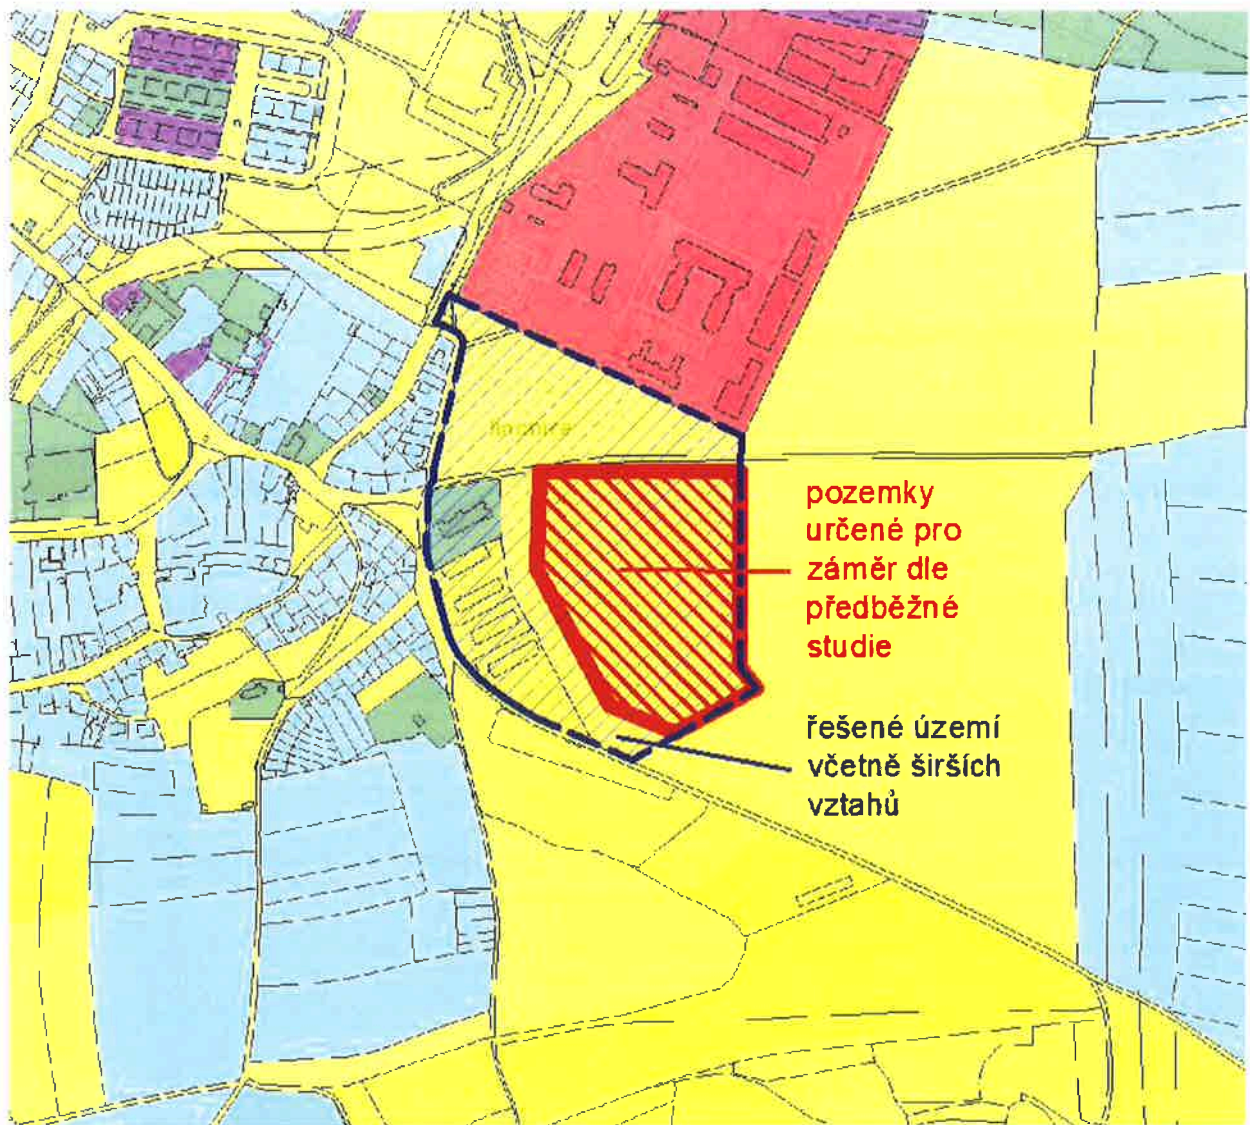 pozemky
určené pro
záměr dle
předběžné
studie
řešené území
včetně širších
vztahů